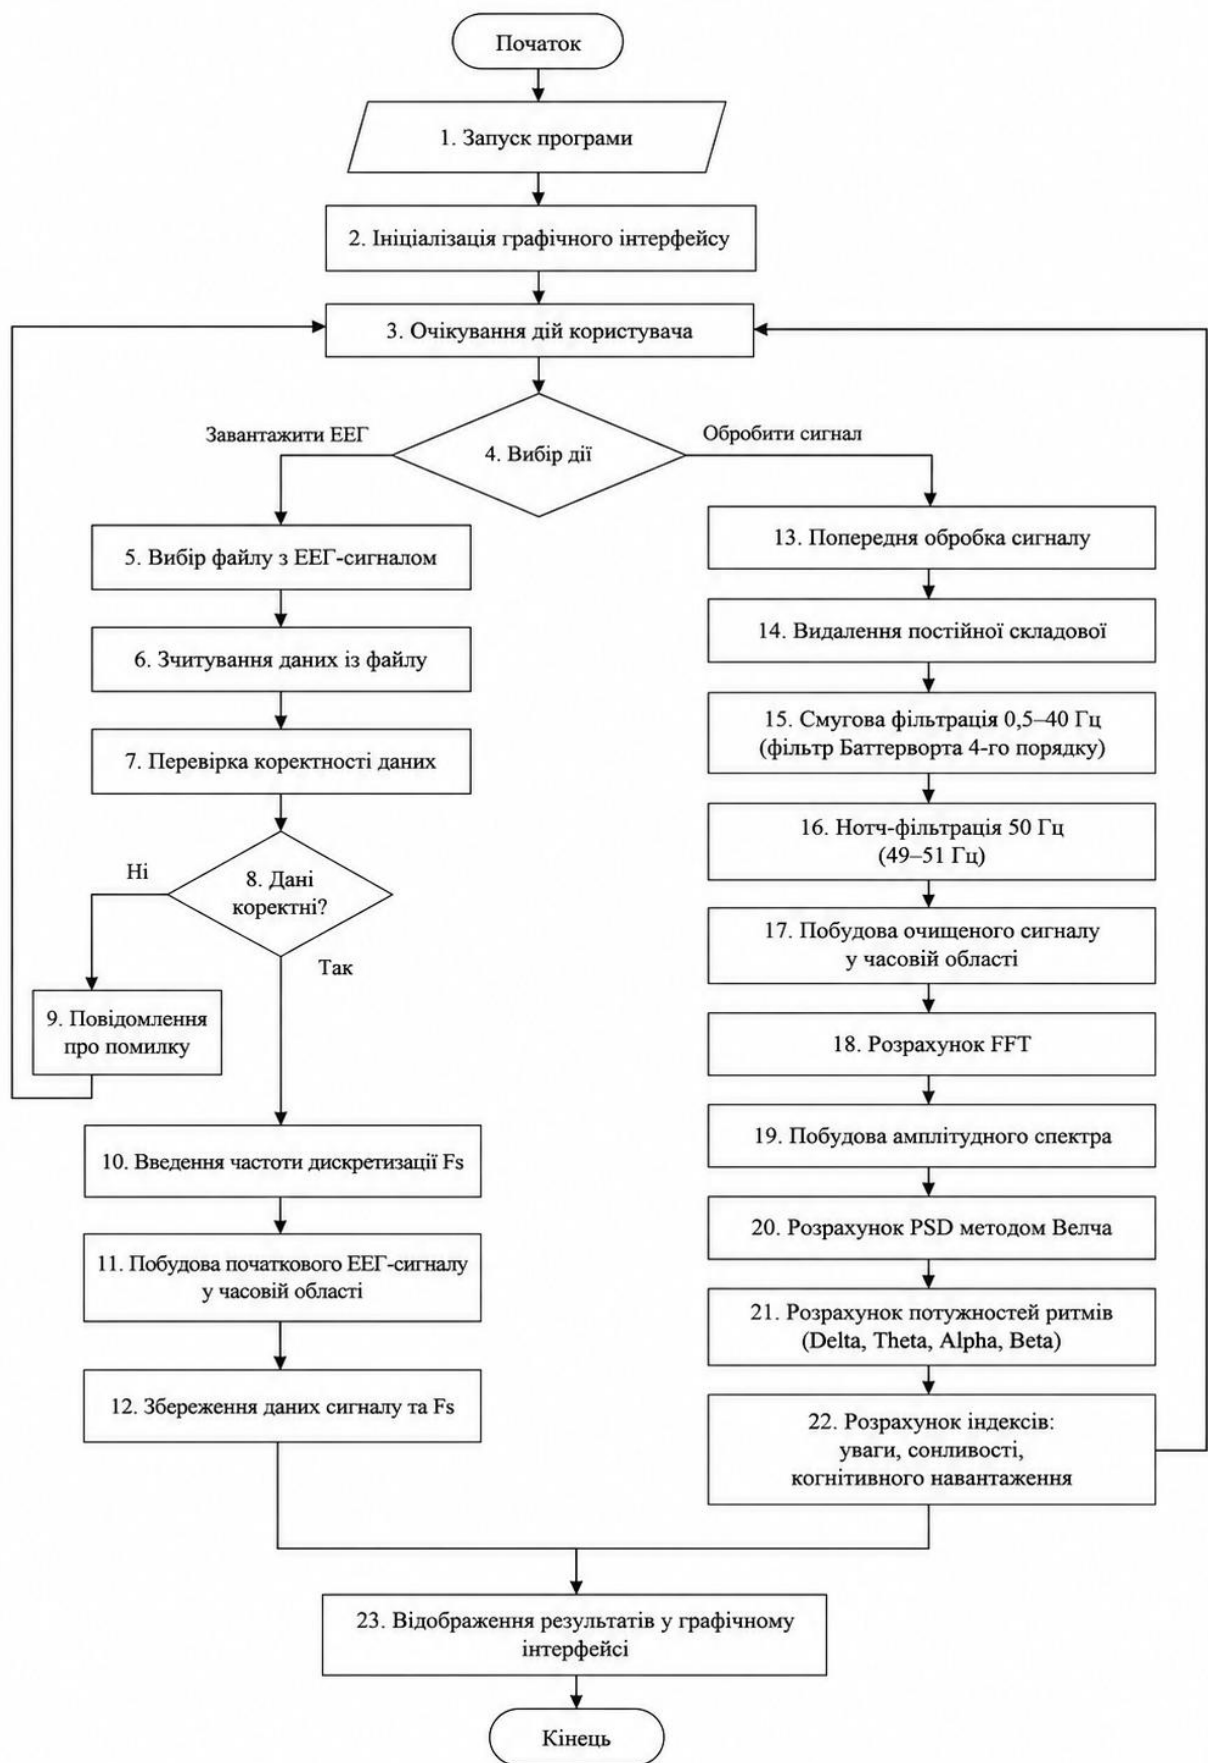 Початок
1. Запуск програми
2. Ініціалізація графічного інтерфейсу
3. Очікування дій користувача
4. Вибір дії
Завантажити ЕЕГ
Обробити сигнал
5. Вибір файлу з ЕЕГ-сигналом
6. Зчитування даних із файлу
7. Перевірка коректності даних
8. Дані
коректні?
Ні
Так
9. Повідомлення
про помилку
10. Введення частоти дискретизації Fs
11. Побудова початкового ЕЕГ-сигналу
у часовій області
12. Збереження даних сигналу та Fs
13. Попередня обробка сигналу
14. Видалення постійної складової
15. Смугова фільтрація 0,5–40 Гц
(фільтр Баттерворта 4-го порядку)
16. Нотч-фільтрація 50 Гц
(49–51 Гц)
17. Побудова очищеного сигналу
у часовій області
18. Розрахунок FFT
19. Побудова амплітудного спектра
20. Розрахунок PSD методом Велча
21. Розрахунок потужностей ритмів
(Delta, Theta, Alpha, Beta)
22. Розрахунок індексів:
уваги, сонливості,
когнітивного навантаження
23. Відображення результатів у графічному
інтерфейсі
Кінець